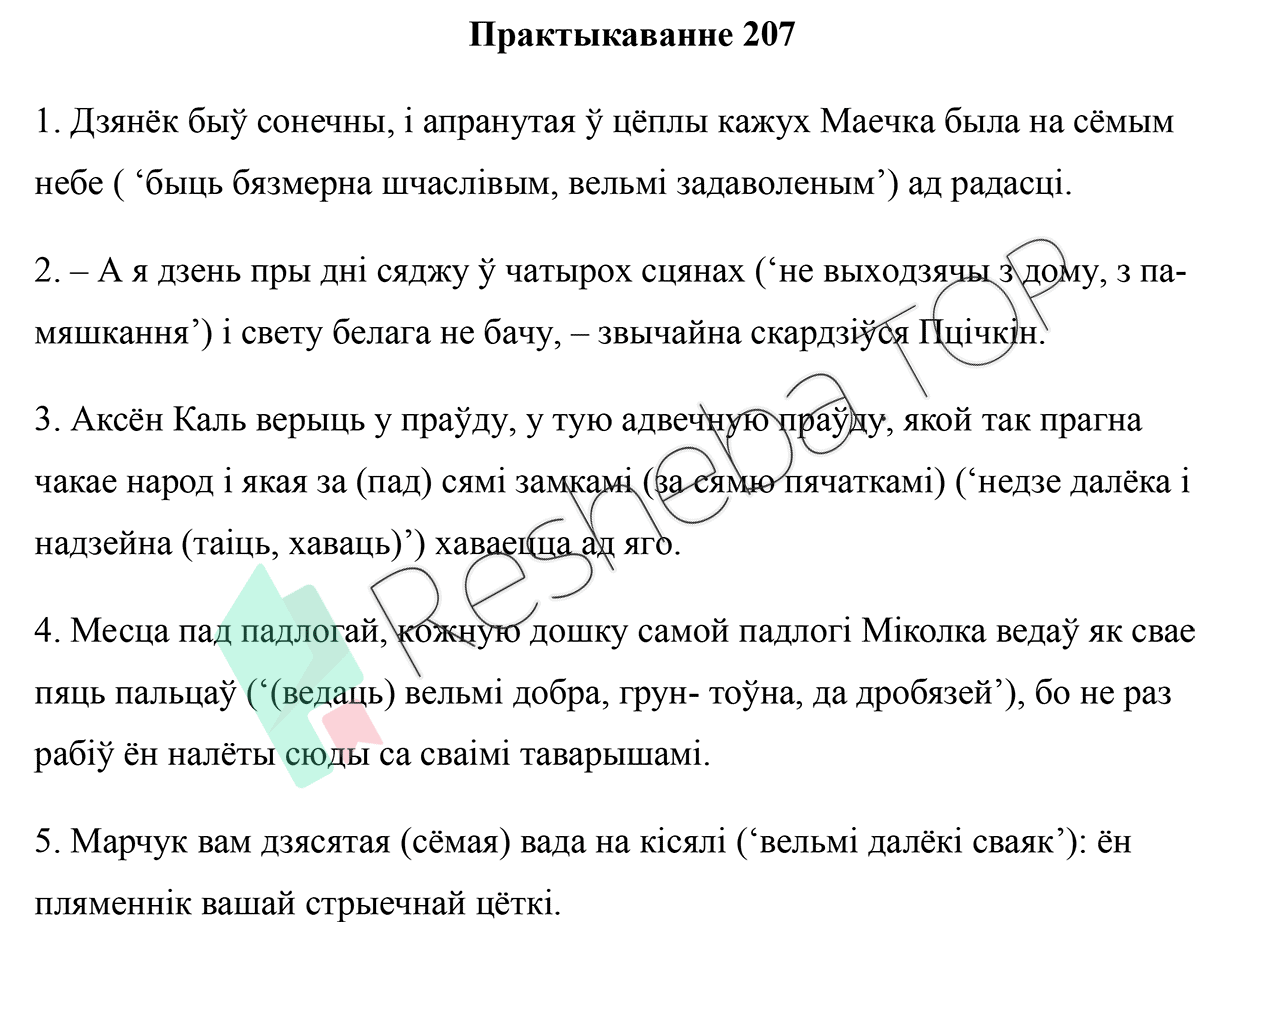 Практыкаванне 207
1. Дзянёк быў сонечны, і апранутая ў цёплы кажух Маечка была на сёмым
небе ( ‘быць бязмерна шчаслівым, вельмі задаволеным’) ад радасці.
2. – А я дзень пры дні сяджу ў чатырох сцянах (‘не выходзячы з дому, з па-
мяшкання’) і свету белага не бачу, – звычайна скардзіўся Пцічкін.
3. Аксён Каль верыць у праўду, у тую адвечную праўду, якой так прагна
чакае народ і якая за (пад) сямі замкамі (за сямю пячаткамі) (‘недзе далёка і
надзейна (таіць, хаваць)’) хаваецца ад яго.
4. Месца пад падлогай, кожную дошку самой падлогі Міколка ведаў як свае
пяць пальцаў (‘(ведаць) вельмі добра, грун- тоўна, да дробязей’), бо не раз
рабіў ён налёты сюды са сваімі таварышамі.
5. Марчук вам дзясятая (сёмая) вада на кісялі (‘вельмі далёкі сваяк’): ён
пляменнік вашай стрыечнай цёткі.
Resheba TOP